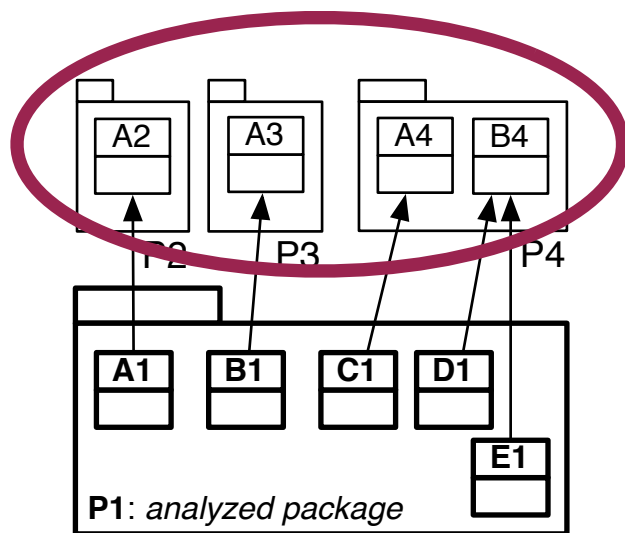 A2
A3
A4
B4
P2
P3
P4
A1
B1
C1
D1
E1
P1: analyzed package